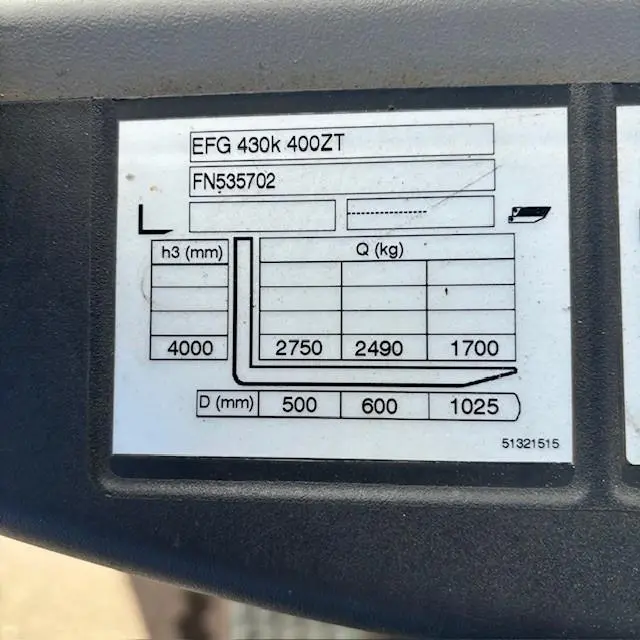 EFG 430k 400ZT
FN535702
h3 (mm) Q (kg)
4000 2750 2490 1700
D (mm) 500 600 1025
51321515